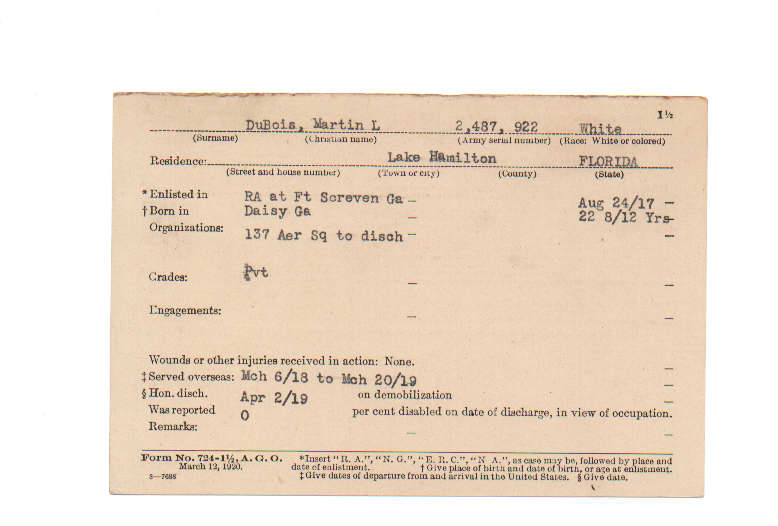 1½
DuBois, Martin L 2,487, 922 White
(Surname) (Christian name) (Army serial number) (Race: White or colored)
Residence: Lake Hamilton FLORIDA
(Street and house number) (Town or city) (County) (State)
*Enlisted in RA at Ft Screven Ga Aug 24/17
†Born in Daisy Ga 22 8/12 Yrs
Organizations: 137 Aer Sq to disch
Grades: Pvt
Engagements:
Wounds or other injuries received in action: None.
‡Served overseas: Mch 6/18 to Mch 20/19
§Hon. disch. Apr 2/19 on demobilization
Was reported 0 per cent disabled on date of discharge, in view of occupation.
Remarks:
Form No. 724-1½, A. G. O. *Insert "R. A.", "N. G.", "E. R. C.", "N. A.", as case may be, followed by place and
March 12, 1920. date of enlistment. †Give place of birth and date of birth, or age at enlistment.
3—7688 ‡Give dates of departure from and arrival in the United States. §Give date.